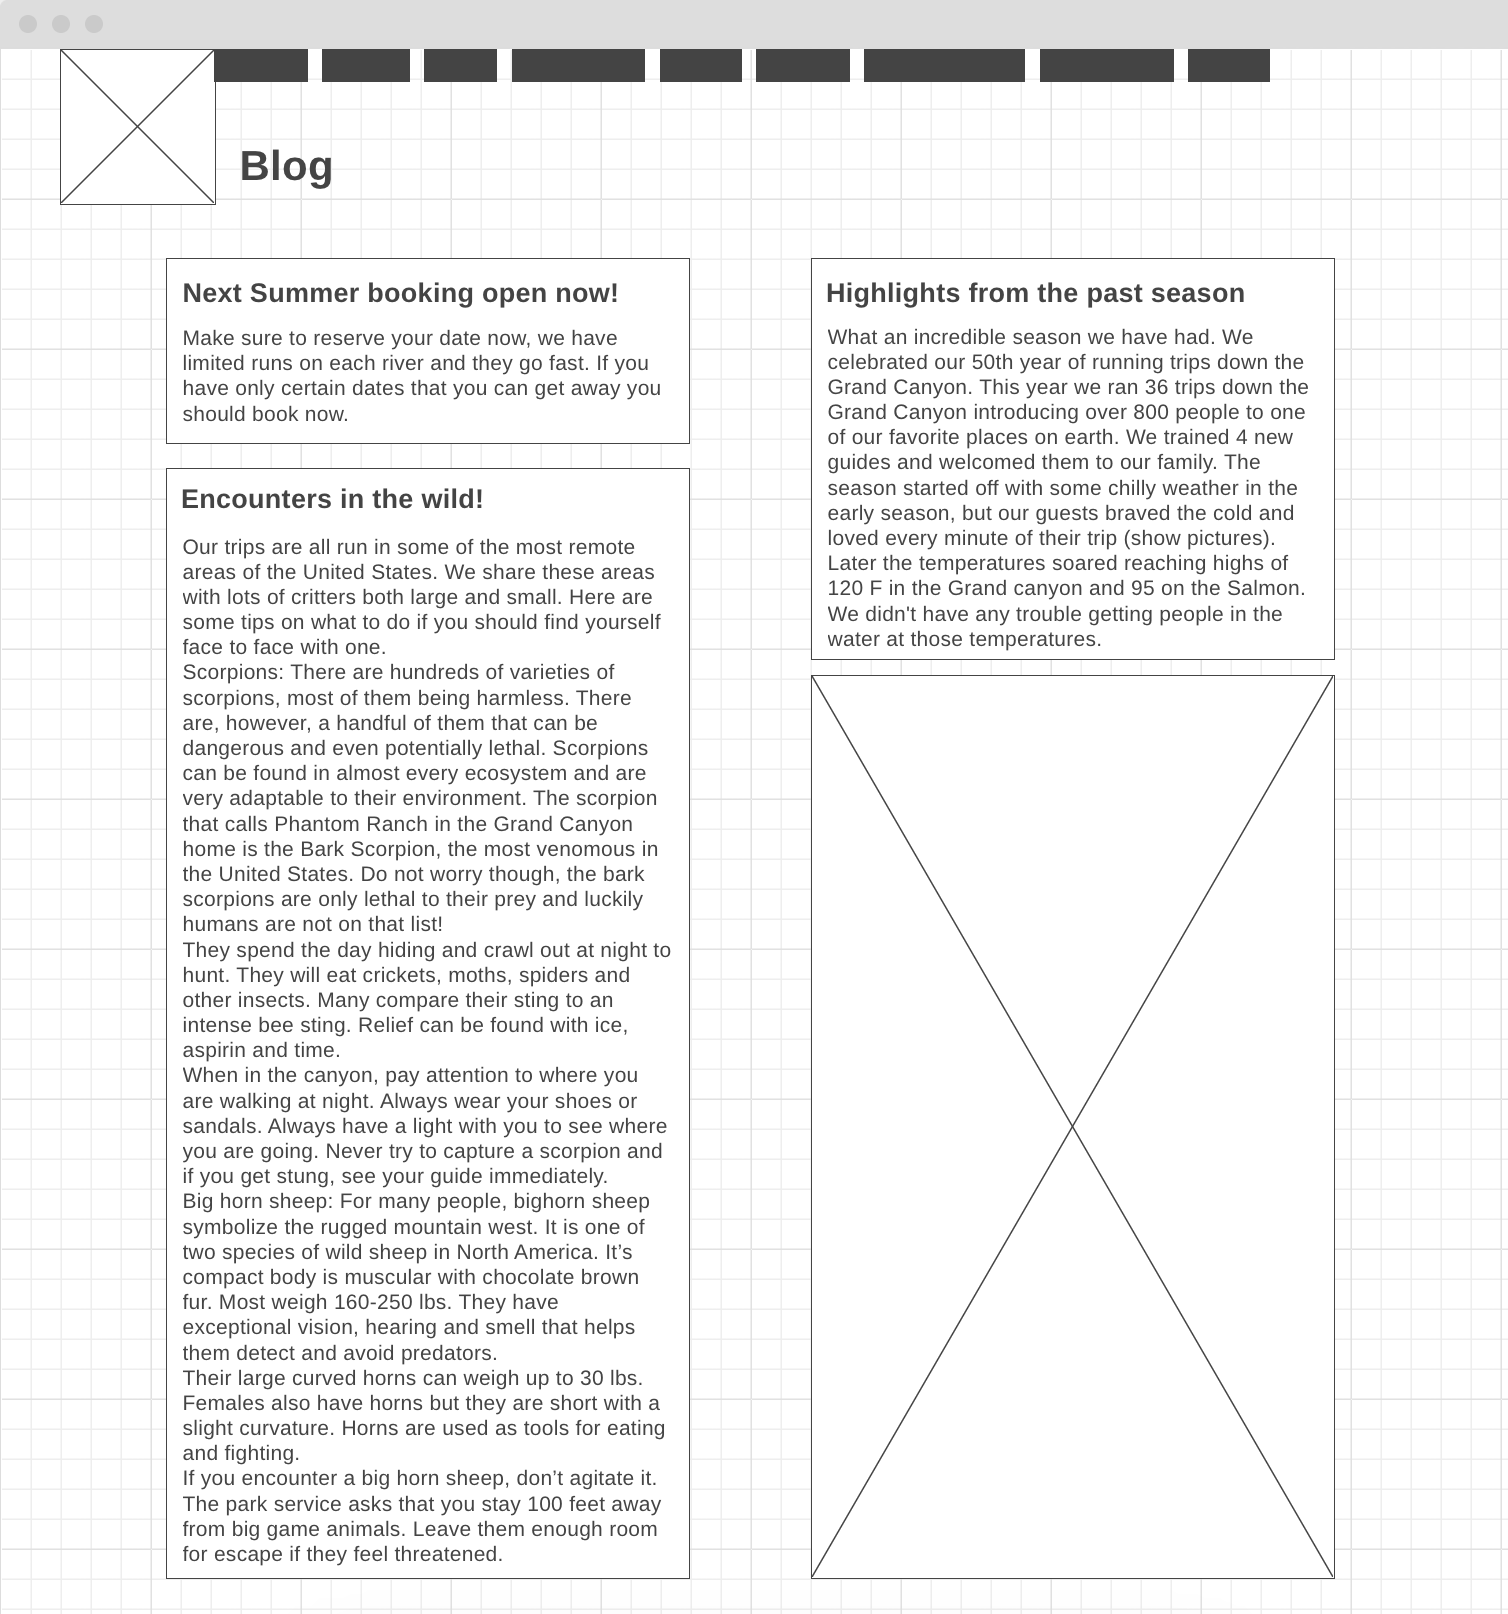 Blog
Next Summer booking open now!
Make sure to reserve your date now, we have
limited runs on each river and they go fast. If you
have only certain dates that you can get away you
should book now.
Encounters in the wild!
Our trips are all run in some of the most remote
areas of the United States. We share these areas
with lots of critters both large and small. Here are
some tips on what to do if you should find yourself
face to face with one.
Scorpions: There are hundreds of varieties of
scorpions, most of them being harmless. There
are, however, a handful of them that can be
dangerous and even potentially lethal. Scorpions
can be found in almost every ecosystem and are
very adaptable to their environment. The scorpion
that calls Phantom Ranch in the Grand Canyon
home is the Bark Scorpion, the most venomous in
the United States. Do not worry though, the bark
scorpions are only lethal to their prey and luckily
humans are not on that list!
They spend the day hiding and crawl out at night to
hunt. They will eat crickets, moths, spiders and
other insects. Many compare their sting to an
intense bee sting. Relief can be found with ice,
aspirin and time.
When in the canyon, pay attention to where you
are walking at night. Always wear your shoes or
sandals. Always have a light with you to see where
you are going. Never try to capture a scorpion and
if you get stung, see your guide immediately.
Big horn sheep: For many people, bighorn sheep
symbolize the rugged mountain west. It is one of
two species of wild sheep in North America. It’s
compact body is muscular with chocolate brown
fur. Most weigh 160-250 lbs. They have
exceptional vision, hearing and smell that helps
them detect and avoid predators.
Their large curved horns can weigh up to 30 lbs.
Females also have horns but they are short with a
slight curvature. Horns are used as tools for eating
and fighting.
If you encounter a big horn sheep, don’t agitate it.
The park service asks that you stay 100 feet away
from big game animals. Leave them enough room
for escape if they feel threatened.
Highlights from the past season
What an incredible season we have had. We
celebrated our 50th year of running trips down the
Grand Canyon. This year we ran 36 trips down the
Grand Canyon introducing over 800 people to one
of our favorite places on earth. We trained 4 new
guides and welcomed them to our family. The
season started off with some chilly weather in the
early season, but our guests braved the cold and
loved every minute of their trip (show pictures).
Later the temperatures soared reaching highs of
120 F in the Grand canyon and 95 on the Salmon.
We didn't have any trouble getting people in the
water at those temperatures.